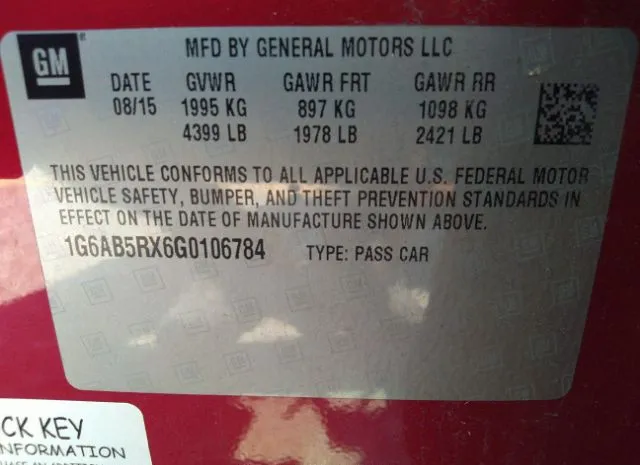 GM
MFD BY GENERAL MOTORS LLC
DATE GVWR GAWR FRT GAWR RR
08/15 1995 KG 897 KG 1098 KG
4399 LB 1978 LB 2421 LB
THIS VEHICLE CONFORMS TO ALL APPLICABLE U.S. FEDERAL MOTOR
VEHICLE SAFETY, BUMPER, AND THEFT PREVENTION STANDARDS IN
EFFECT ON THE DATE OF MANUFACTURE SHOWN ABOVE.
1G6AB5RX6G0106784 TYPE: PASS CAR
CK KEY
NFORMATION